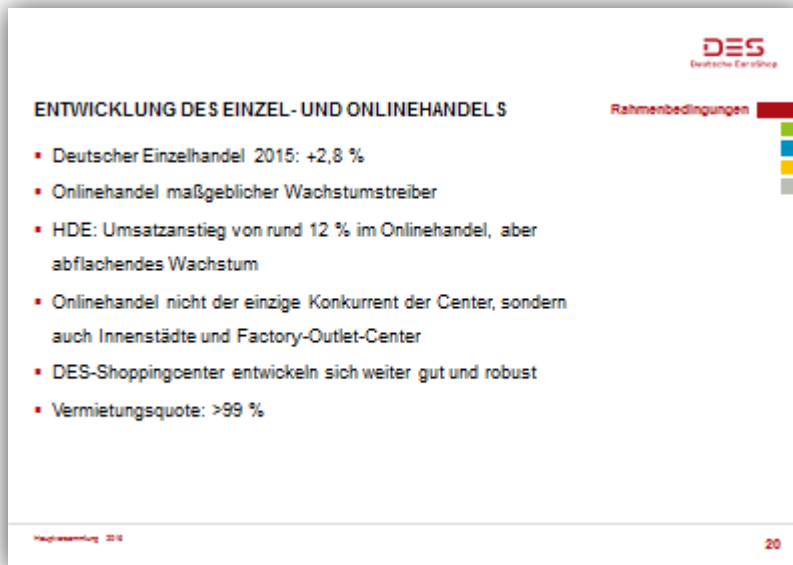 DES
Deutsche EuroShop
ENTWICKLUNG DES EINZEL- UND ONLINEHANDELS
Rahmenbedingungen
▪ Deutscher Einzelhandel 2015: +2,8 %
▪ Onlinehandel maßgeblicher Wachstumstreiber
▪ HDE: Umsatzanstieg von rund 12 % im Onlinehandel, aber
abflachendes Wachstum
▪ Onlinehandel nicht der einzige Konkurrent der Center, sondern
auch Innenstädte und Factory-Outlet-Center
▪ DES-Shoppingcenter entwickeln sich weiter gut und robust
▪ Vermietungsquote: >99 %
Hauptversammlung 2016
20